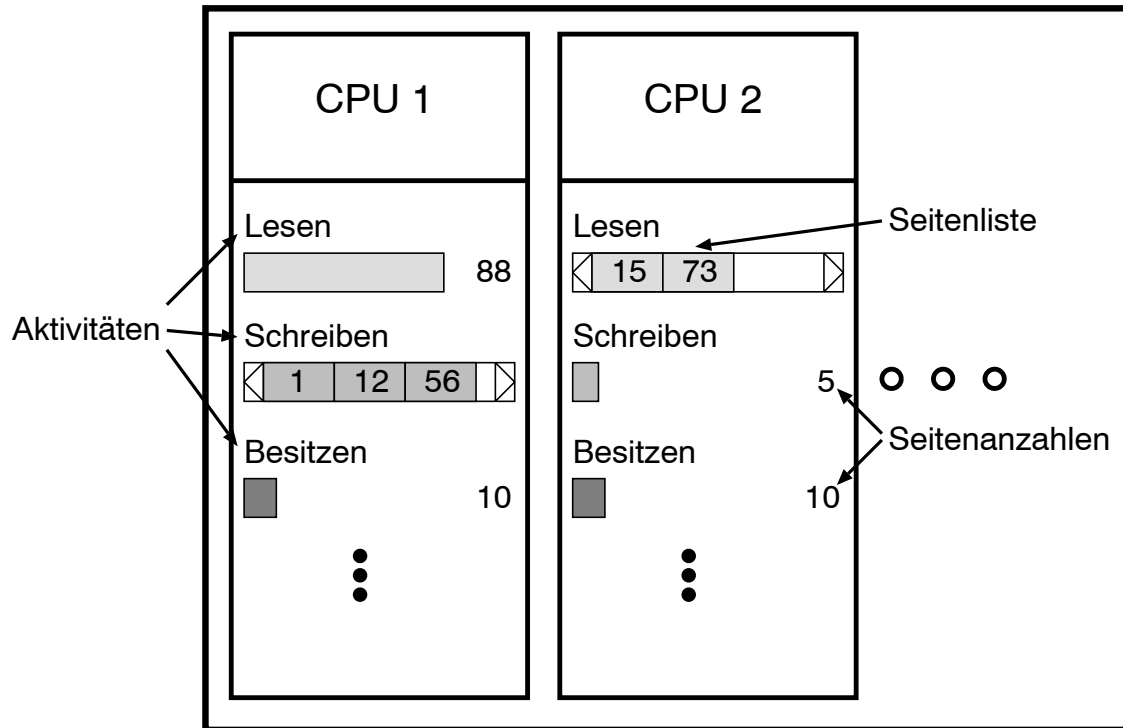 CPU 1
CPU 2
Lesen
Lesen
Seitenliste
88
15 73
Aktivitäten
Schreiben
Schreiben
1 12 56
5
Seitenanzahlen
Besitzen
Besitzen
10
10